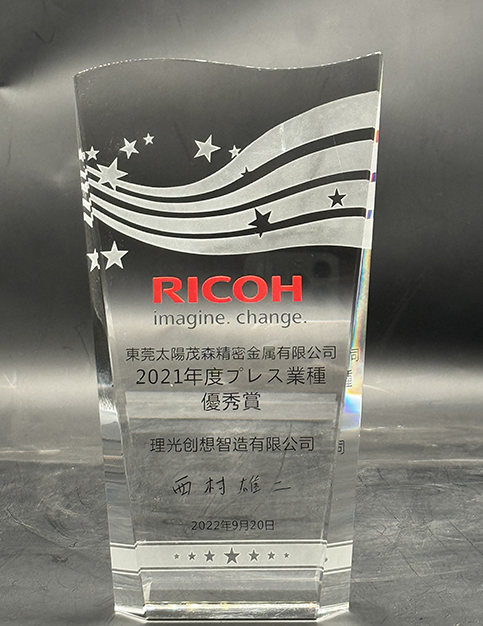 RICOH
imagine. change.
東莞太陽茂森精密金属有限公司
2021年度プレス業種
優秀賞
理光创想智造有限公司
西村雄二
2022年9月20日